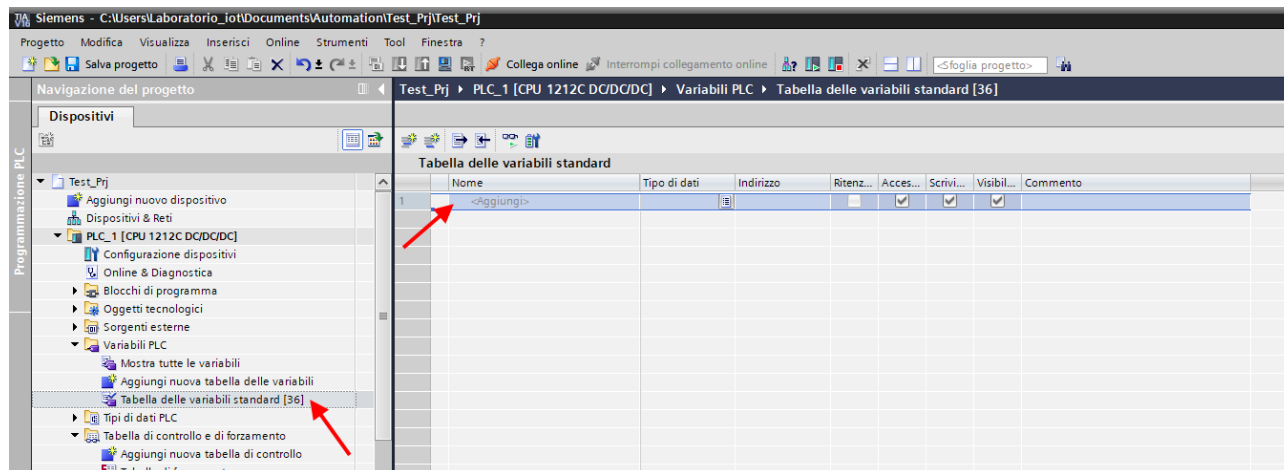 Siemens - C:\Users\Laboratorio_iot\Documents\Automation\Test_Prj\Test_Prj
Progetto Modifica Visualizza Inserisci Online Strumenti Tool Finestra ?
Salva progetto Collega online Interrompi collegamento online <Sfoglia progetto>
Navigazione del progetto
Test_Prj PLC_1 [CPU 1212C DC/DC/DC] Variabili PLC Tabella delle variabili standard [36]
Dispositivi
Programmazione PLC
Tabella delle variabili standard
Nome Tipo di dati Indirizzo Ritenz... Acces... Scrivi... Visibil... Commento
1 <Aggiungi>
Test_Prj
Aggiungi nuovo dispositivo
Dispositivi & Reti
PLC_1 [CPU 1212C DC/DC/DC]
Configurazione dispositivi
Online & Diagnostica
Blocchi di programma
Oggetti tecnologici
Sorgenti esterne
Variabili PLC
Mostra tutte le variabili
Aggiungi nuova tabella delle variabili
Tabella delle variabili standard [36]
Tipi di dati PLC
Tabella di controllo e di forzamento
Aggiungi nuova tabella di controllo